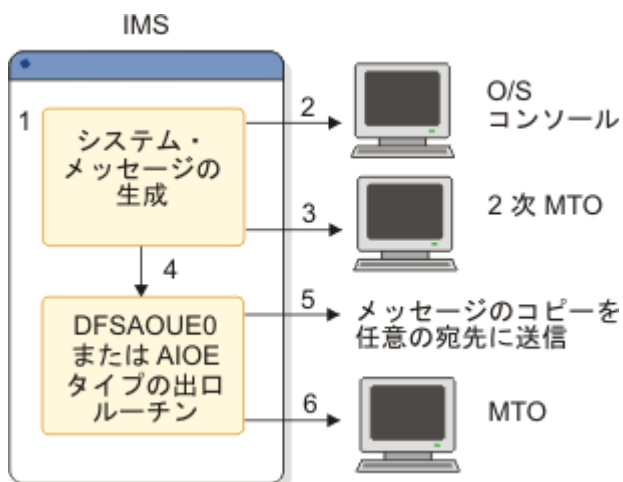 IMS
1
システム・
メッセージの
生成
2
O/S
コンソール
3
2 次 MTO
4
DFSAOUE0
または AIOE
タイプの出口
ルーチン
5
メッセージのコピーを
任意の宛先に送信
6
MTO